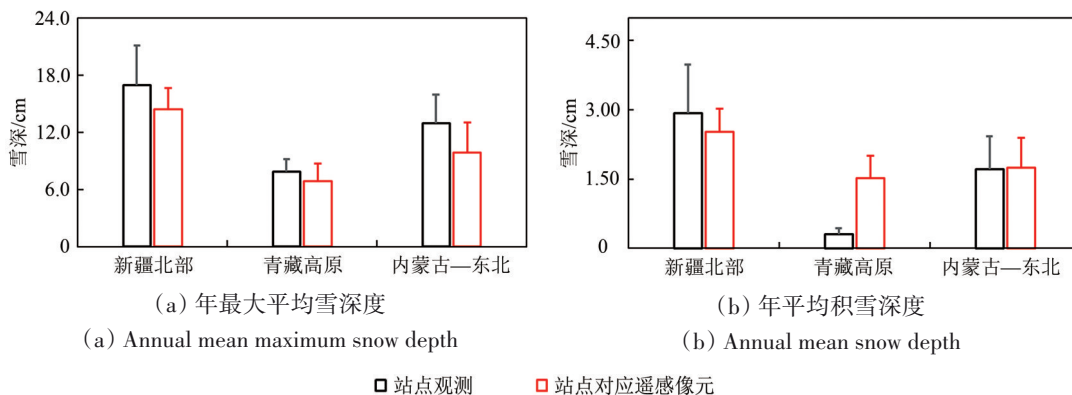 24.0
18.0
12.0
6.0
0
雪深/cm
新疆北部 青藏高原 内蒙古—东北
(a) 年最大平均雪深度
(a) Annual mean maximum snow depth
4.50
3.00
1.50
0
雪深/cm
新疆北部 青藏高原 内蒙古—东北
(b) 年平均积雪深度
(b) Annual mean snow depth
站点观测 站点对应遥感像元